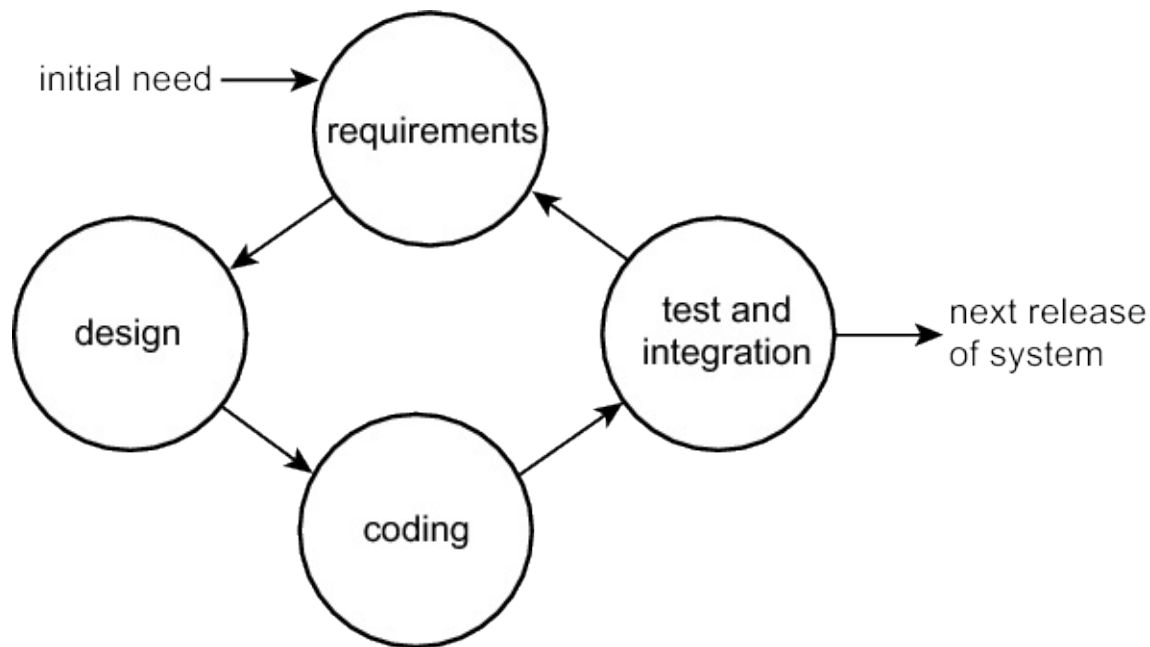 initial need
requirements
design
test and
integration
next release
of system
coding